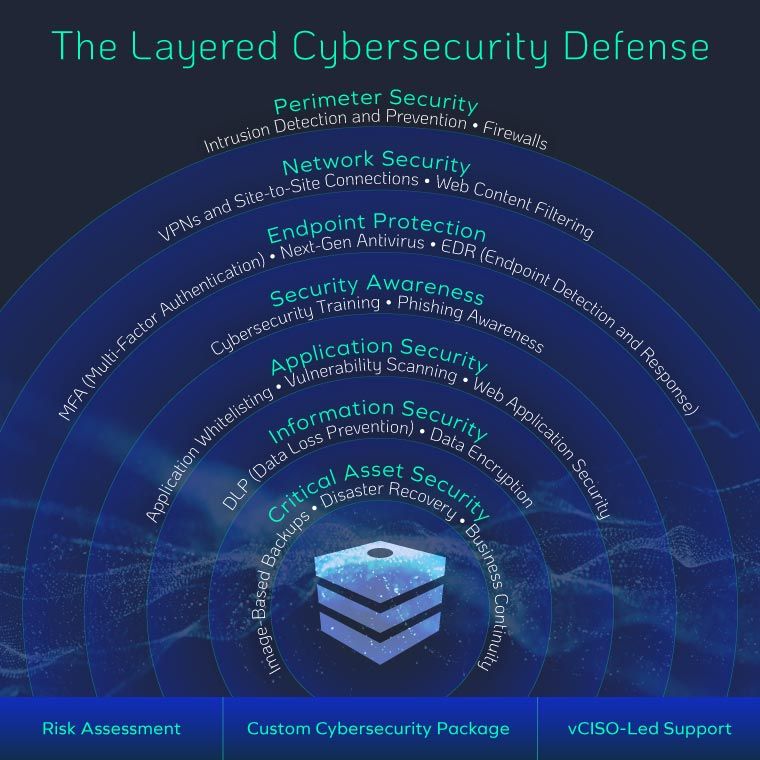 The Layered Cybersecurity Defense
Perimeter Security
Intrusion Detection and Prevention • Firewalls
Network Security
VPNs and Site-to-Site Connections • Web Content Filtering
Endpoint Protection
MFA (Multi-Factor Authentication) • Next-Gen Antivirus • EDR (Endpoint Detection and Response)
Security Awareness
Cybersecurity Training • Phishing Awareness
Application Security
Application Whitelisting • Vulnerability Scanning • Web Application Security
Information Security
DLP (Data Loss Prevention) • Data Encryption
Critical Asset Security
Image-Based Backups • Disaster Recovery • Business Continuity
Risk Assessment
Custom Cybersecurity Package
vCISO-Led Support